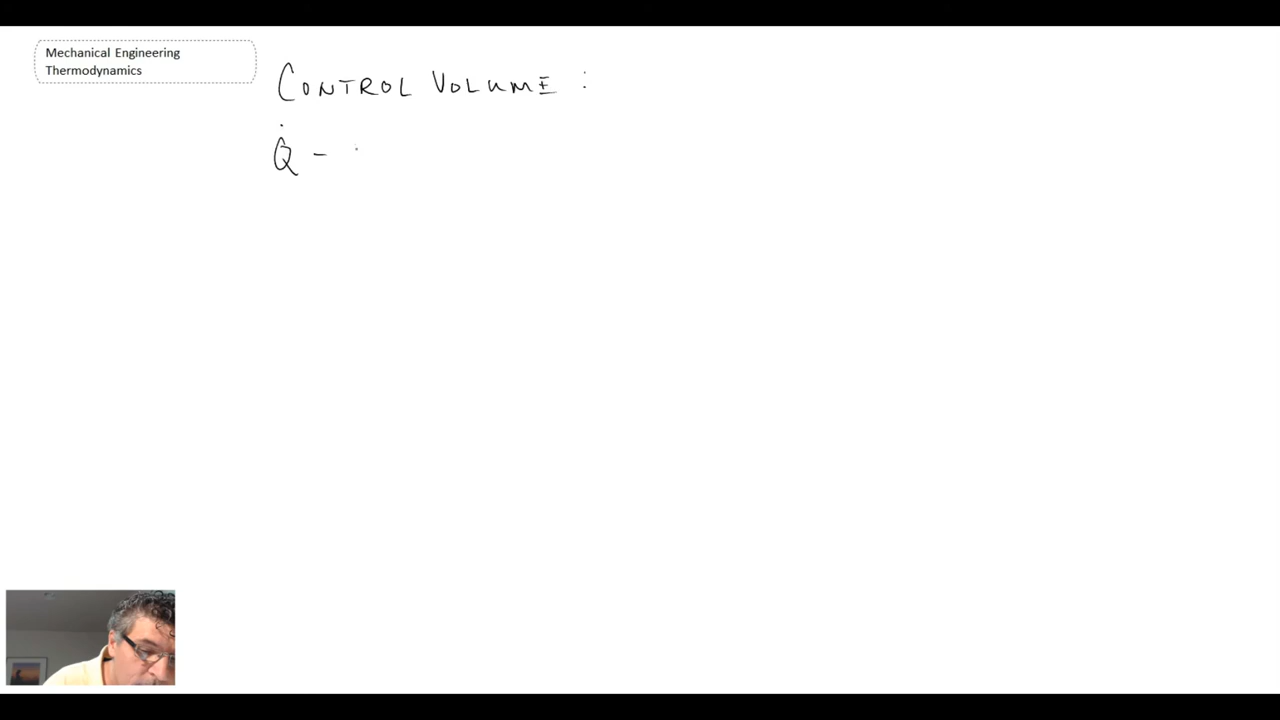 Mechanical Engineering
Thermodynamics
CONTROL VOLUME :
Q̇ - ·